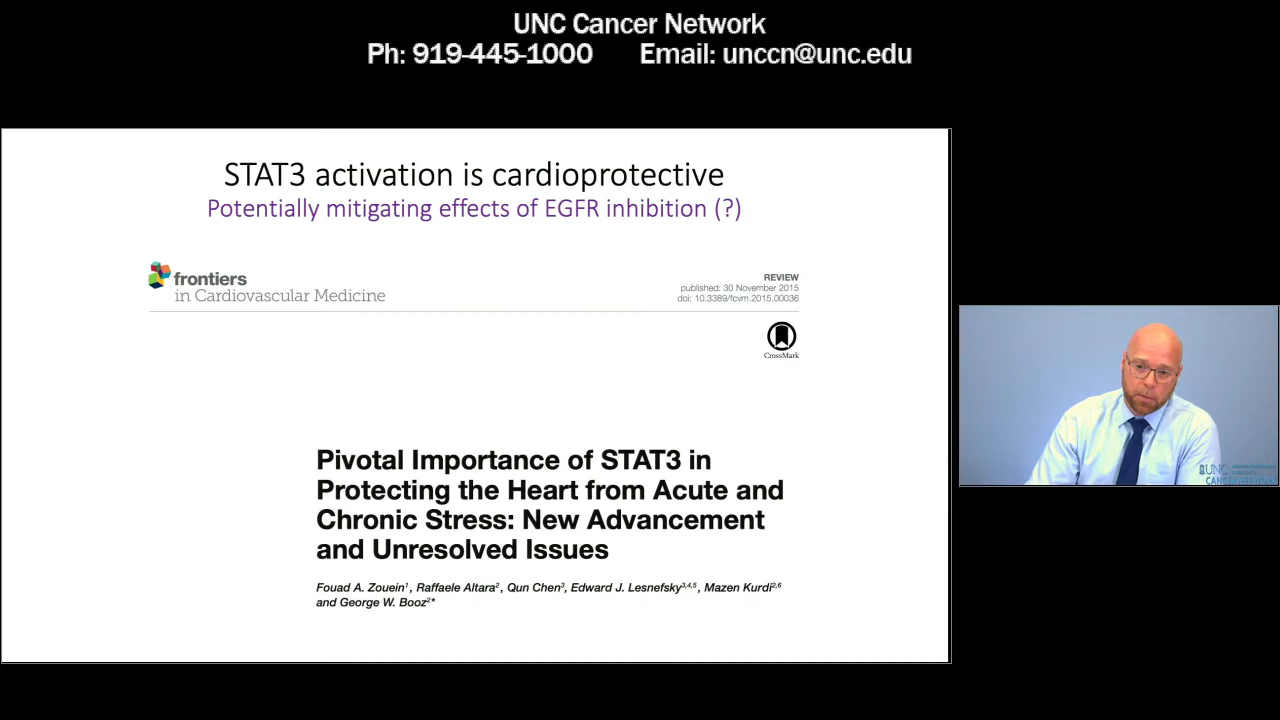 UNC Cancer Network
Ph: 919-445-1000 Email: unccn@unc.edu
STAT3 activation is cardioprotective
Potentially mitigating effects of EGFR inhibition (?)
frontiers
in Cardiovascular Medicine
REVIEW
published: 30 November 2015
doi: 10.3389/fcvm.2015.00036
CrossMark
Pivotal Importance of STAT3 in
Protecting the Heart from Acute and
Chronic Stress: New Advancement
and Unresolved Issues
Fouad A. Zouein1, Raffaele Altara2, Qun Chen3, Edward J. Lesnefsky3,4,5, Mazen Kurdi2,6
and George W. Booz2*
UNC
CANCER NETWORK